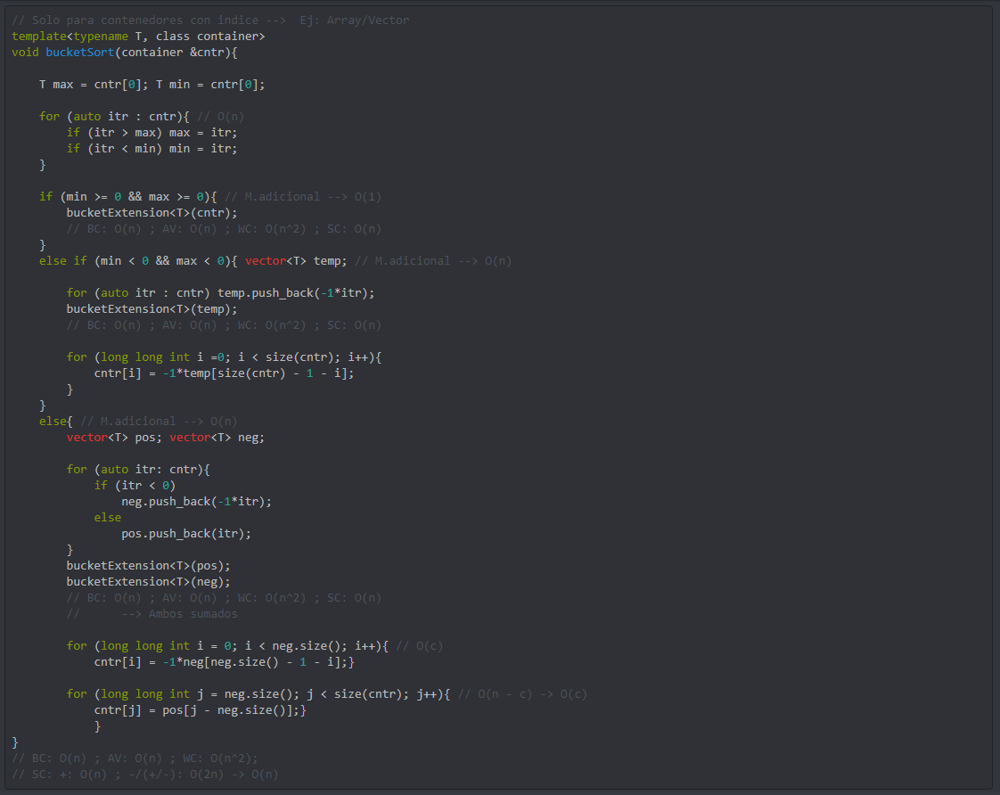 // Solo para contenedores con indice -->  Ej: Array/Vector
template<typename T, class container>
void bucketSort(container &cntr){

    T max = cntr[0]; T min = cntr[0];

    for (auto itr : cntr){ // O(n)
        if (itr > max) max = itr;
        if (itr < min) min = itr;
    }

    if (min >= 0 && max >= 0){ // M.adicional --> O(1)
        bucketExtension<T>(cntr);
        // BC: O(n) ; AV: O(n) ; WC: O(n^2) ; SC: O(n)
    }
    else if (min < 0 && max < 0){ vector<T> temp; // M.adicional --> O(n)

        for (auto itr : cntr) temp.push_back(-1*itr);
        bucketExtension<T>(temp);
        // BC: O(n) ; AV: O(n) ; WC: O(n^2) ; SC: O(n)

        for (long long int i =0; i < size(cntr); i++){
            cntr[i] = -1*temp[size(cntr) - 1 - i];
        }
    }
    else{ // M.adicional --> O(n)
        vector<T> pos; vector<T> neg;

        for (auto itr: cntr){
            if (itr < 0)
                neg.push_back(-1*itr);
            else
                pos.push_back(itr);
        }
        bucketExtension<T>(pos);
        bucketExtension<T>(neg);
        // BC: O(n) ; AV: O(n) ; WC: O(n^2) ; SC: O(n)
        //      --> Ambos sumados

        for (long long int i = 0; i < neg.size(); i++){ // O(c)
            cntr[i] = -1*neg[neg.size() - 1 - i];}

        for (long long int j = neg.size(); j < size(cntr); j++){ // O(n - c) -> O(c)
            cntr[j] = pos[j - neg.size()];}
            }
}
// BC: O(n) ; AV: O(n) ; WC: O(n^2);
// SC: +: O(n) ; -/(+/-): O(2n) -> O(n)